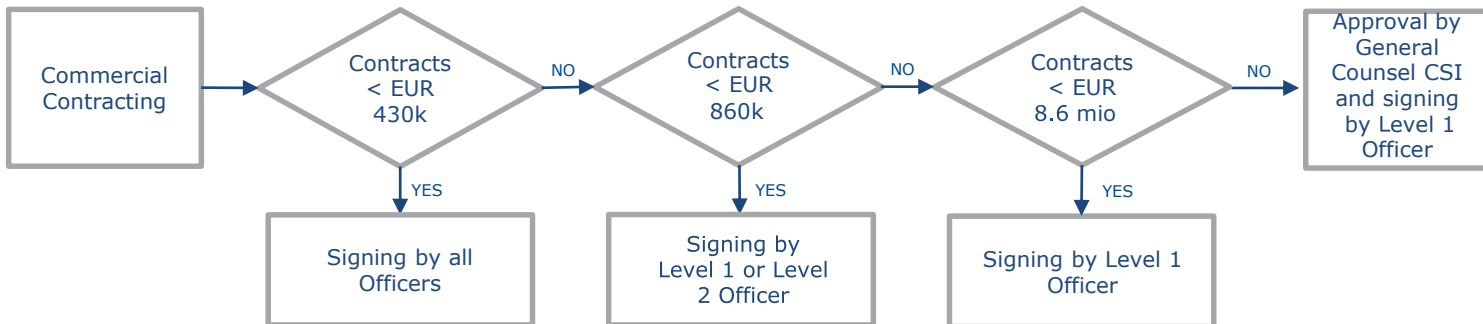 Commercial
Contracting
Contracts
< EUR
430k
NO
Contracts
< EUR
860k
NO
Contracts
< EUR
8.6 mio
NO
Approval by
General
Counsel CSI
and signing
by Level 1
Officer
YES
Signing by all
Officers
YES
Signing by
Level 1 or Level
2 Officer
YES
Signing by Level 1
Officer